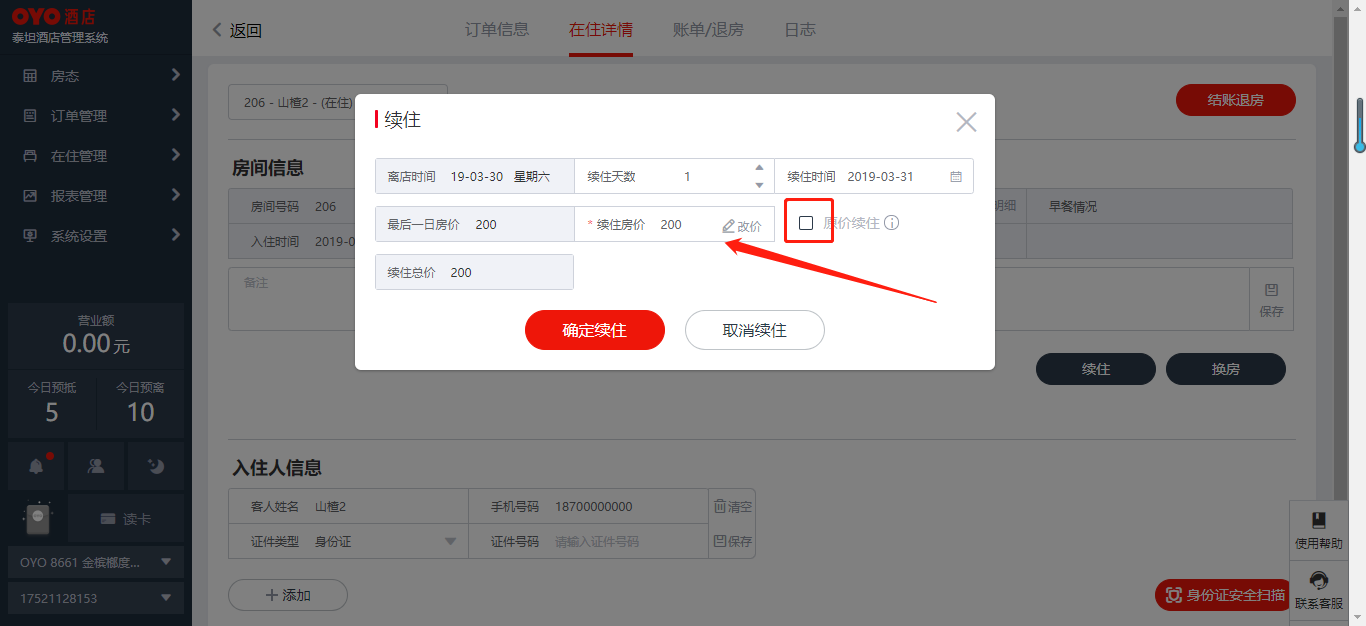 OYO 酒店
泰坦酒店管理系统
房态
订单管理
在住管理
报表管理
系统设置
营业额
0.00元
今日预抵
5
今日预离
10
读卡
OYO 8661 金槟榔度...
17521128153
返回
订单信息
在住详情
账单/退房
日志
206 - 山楂2 - (在住)
结账退房
房间信息
房间号码 206
明细
早餐情况
入住时间 2019-0
备注
保存
续住
离店时间 19-03-30 星期六
续住天数 1
续住时间 2019-03-31
最后一日房价 200
* 续住房价 200
改价
原价续住
续住总价 200
确定续住
取消续住
续住
换房
入住人信息
客人姓名 山楂2
手机号码 18700000000
清空
证件类型 身份证
证件号码 请输入证件号码
保存
添加
身份证安全扫描
使用帮助
联系客服